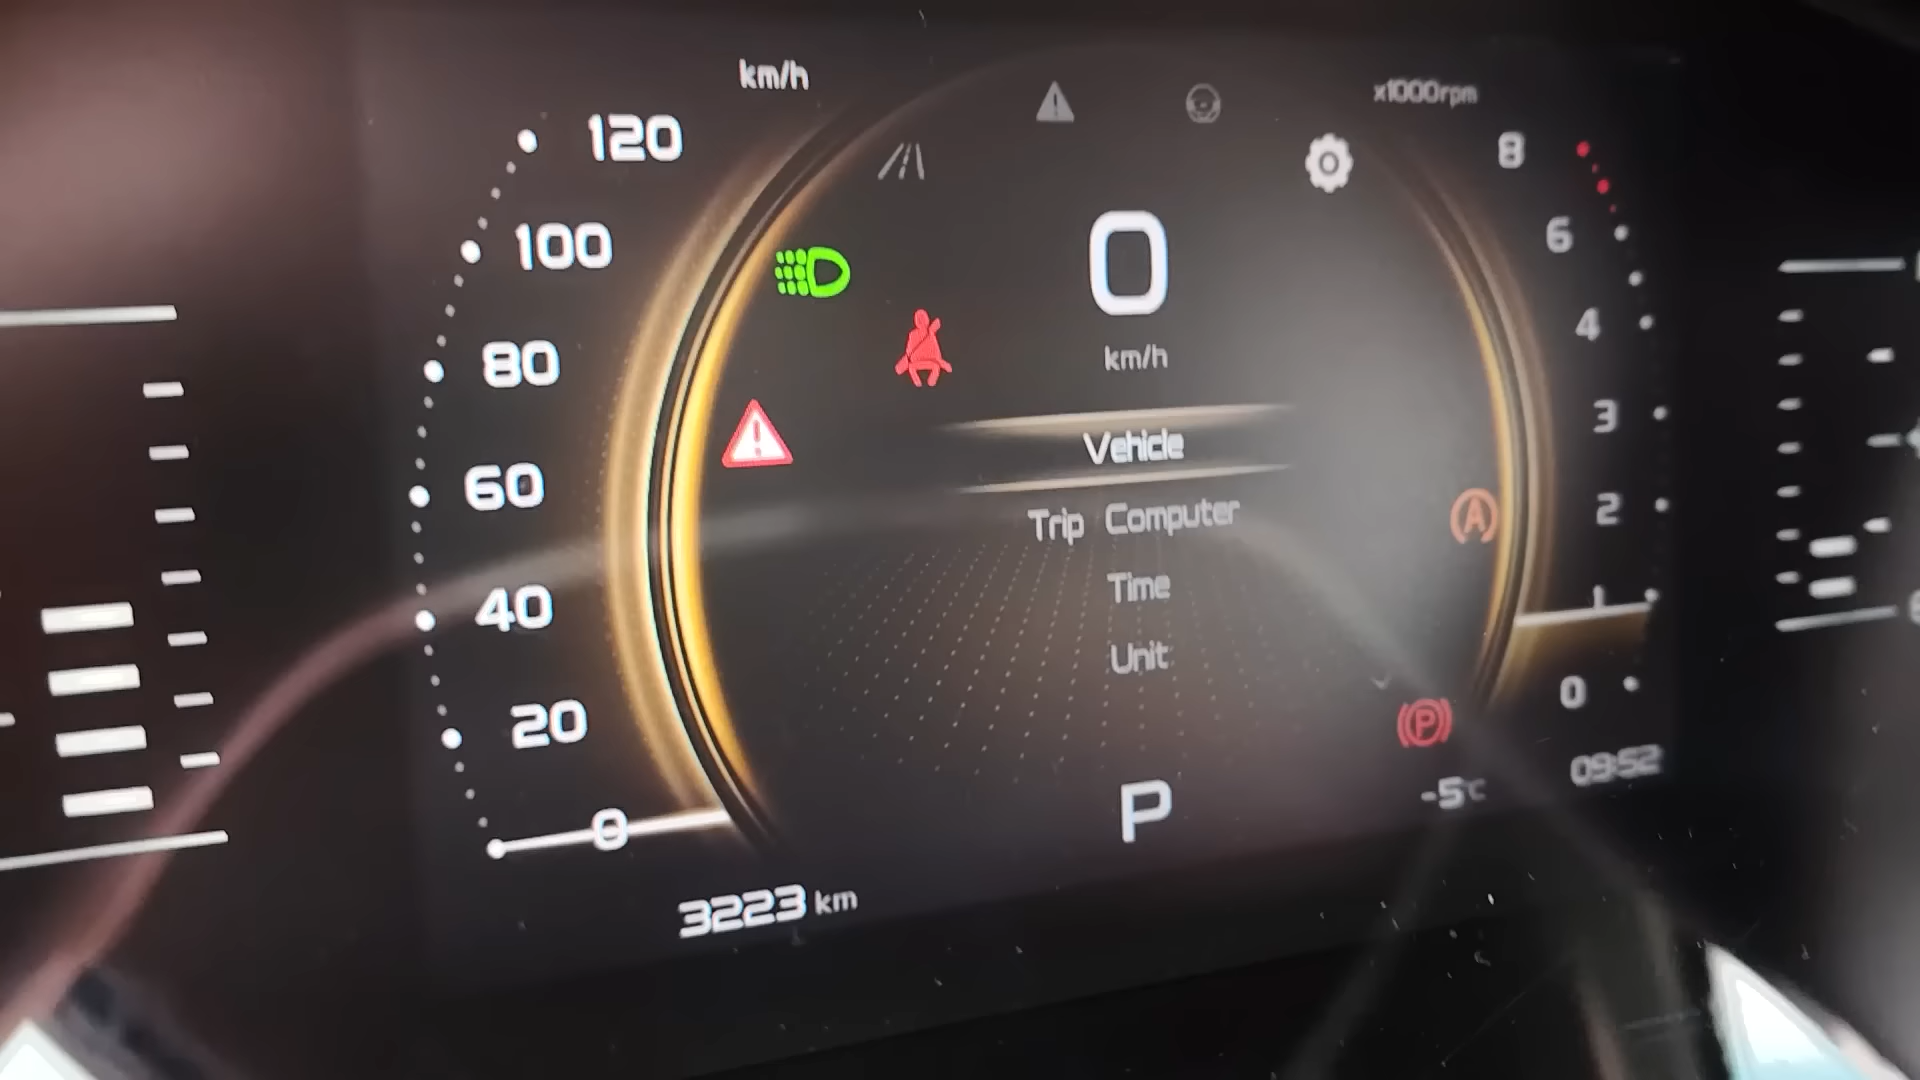 km/h
x1000rpm
120
100
80
60
40
20
0
0
km/h
Vehicle
Trip Computer
Time
Unit
A
P
P
8
6
4
3
2
1
0
-5°C
09:52
3223 km